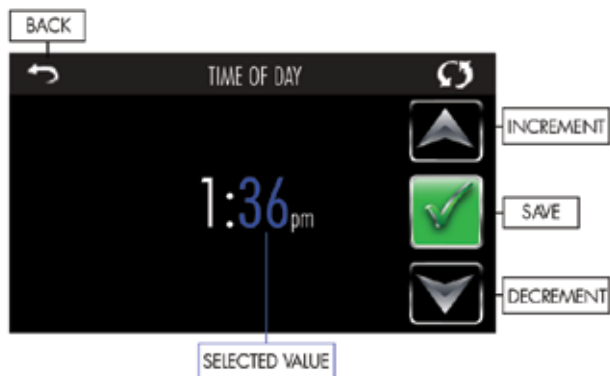 BACK
TIME OF DAY
INCREMENT
1:36pm
SAVE
DECREMENT
SELECTED VALUE